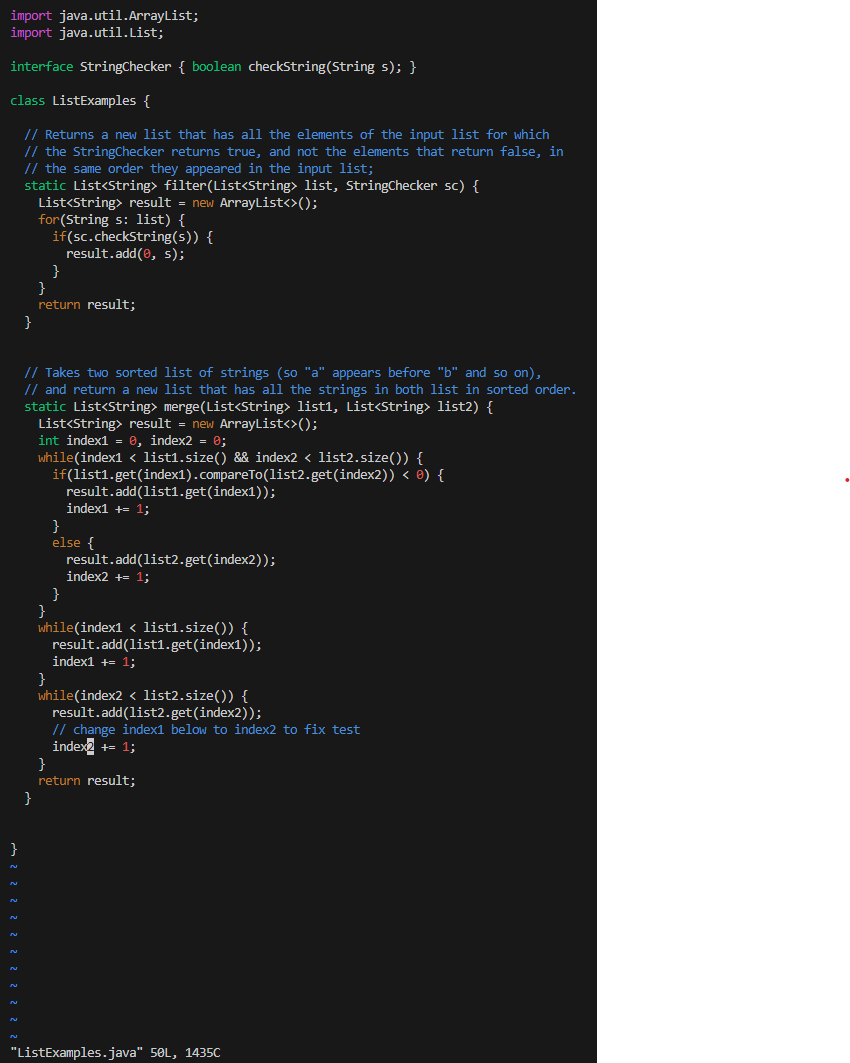 import java.util.ArrayList;
import java.util.List;
interface StringChecker { boolean checkString(String s); }
class ListExamples {
// Returns a new list that has all the elements of the input list for which
// the StringChecker returns true, and not the elements that return false, in
// the same order they appeared in the input list;
static List<String> filter(List<String> list, StringChecker sc) {
List<String> result = new ArrayList<>();
for(String s: list) {
if(sc.checkString(s)) {
result.add(0, s);
}
}
return result;
}
// Takes two sorted list of strings (so "a" appears before "b" and so on),
// and return a new list that has all the strings in both list in sorted order.
static List<String> merge(List<String> list1, List<String> list2) {
List<String> result = new ArrayList<>();
int index1 = 0, index2 = 0;
while(index1 < list1.size() && index2 < list2.size()) {
if(list1.get(index1).compareTo(list2.get(index2)) < 0) {
result.add(list1.get(index1));
index1 += 1;
}
else {
result.add(list2.get(index2));
index2 += 1;
}
}
while(index1 < list1.size()) {
result.add(list1.get(index1));
index1 += 1;
}
while(index2 < list2.size()) {
result.add(list2.get(index2));
// change index1 below to index2 to fix test
index2 += 1;
}
return result;
}
}
~
~
~
~
~
~
~
~
~
~
~
"ListExamples.java" 50L, 1435C